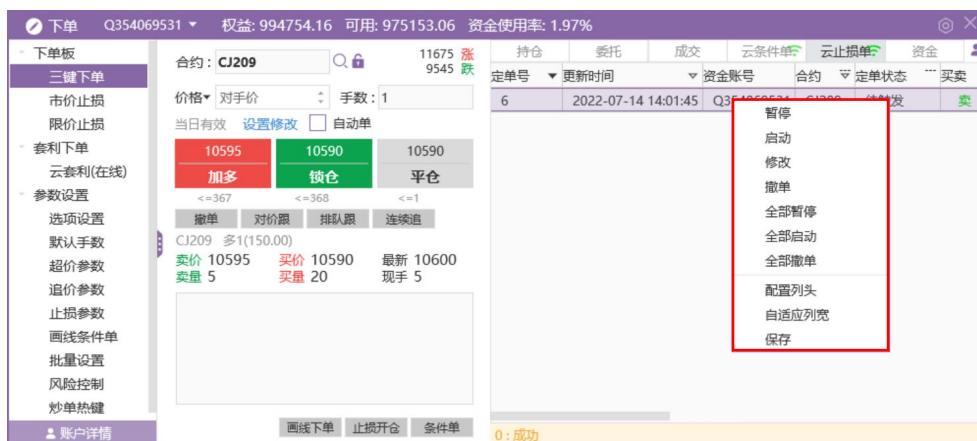 下单 Q354069531 权益: 994754.16 可用: 975153.06 资金使用率: 1.97%
下单板
三键下单
市价止损
限价止损
套利下单
云套利(在线)
参数设置
选项设置
默认手数
超价参数
追价参数
止损参数
画线条件单
批量设置
风险控制
炒单热键
账户详情
合约: CJ209
11675 涨
9545 跌
价格 对手价 手数: 1
当日有效 设置修改 自动单
10595 10590 10590
加多 锁仓 平仓
<=367 <=368 <=1
撤单 对价跟 排队跟 连续追
CJ209 多1(150.00)
卖价 10595 买价 10590 最新 10600
卖量 5 买量 20 现手 5
画线下单 止损开仓 条件单
持仓 委托 成交 云条件单 云止损单 资金
定单号 更新时间 资金账号 合约 定单状态 买卖
6 2022-07-14 14:01:45 卖
暂停
启动
修改
撤单
全部暂停
全部启动
全部撤单
配置列头
自适应列宽
保存
0 : 成功